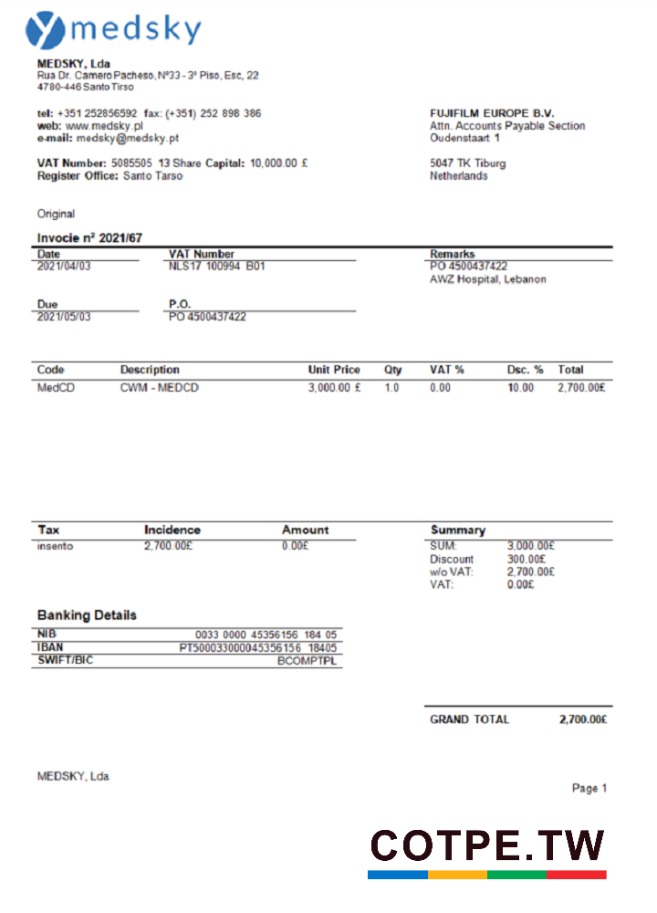 medsky
MEDSKY, Lda
Rua Dr. Camero Pacheso, Nº33 - 3º Piso, Esc, 22
4780-446 Santo Tirso
tel: +351 252856592 fax: (+351) 252 898 386
web: www.medsky.pl
e-mail: medsky@medsky.pt
VAT Number: 5085505 13 Share Capital: 10,000.00 £
Register Office: Santo Tarso
FUJIFILM EUROPE B.V.
Attn. Accounts Payable Section
Oudenstaart 1
5047 TK Tiburg
Netherlands
Original
Invocie nº 2021/67
Date VAT Number Remarks
2021/04/03 NLS17 100994 B01 PO 4500437422
AWZ Hospital, Lebanon
Due P.O.
2021/05/03 PO 4500437422
Code Description Unit Price Qty VAT % Dsc. % Total
MedCD CWM - MEDCD 3,000.00 £ 1.0 0.00 10.00 2,700.00£
Tax Incidence Amount
insento 2,700.00£ 0.00£
Summary
SUM: 3,000.00£
Discount 300.00£
w/o VAT: 2,700.00£
VAT: 0.00£
Banking Details
NIB 0033 0000 45356156 184 05
IBAN PT500033000045356156 18405
SWIFT/BIC BCOMPTPL
GRAND TOTAL 2,700.00£
MEDSKY, Lda
Page 1
COTPE.TW